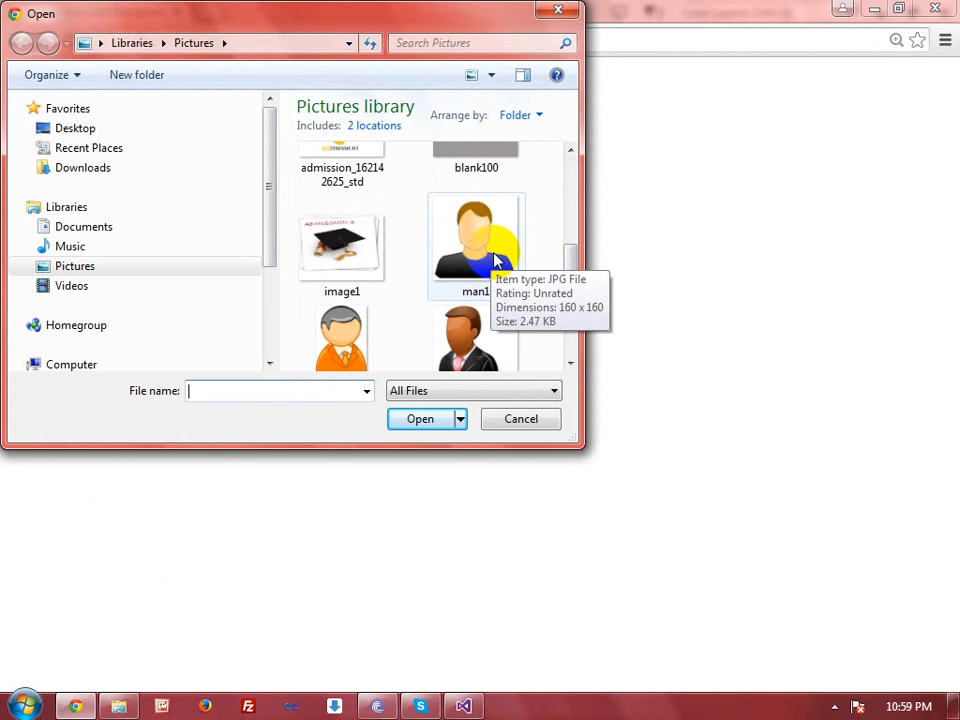 Open
Libraries
Pictures
Search Pictures
Organize
New folder
Favorites
Desktop
Recent Places
Downloads
Libraries
Documents
Music
Pictures
Videos
Homegroup
Computer
Pictures library
Includes: 2 locations
Arrange by: Folder
admission_16214
2625_std
blank100
image1
man1
Item type: JPG File
Rating: Unrated
Dimensions: 160 x 160
Size: 2.47 KB
File name:
All Files
Open
Cancel
10:59 PM